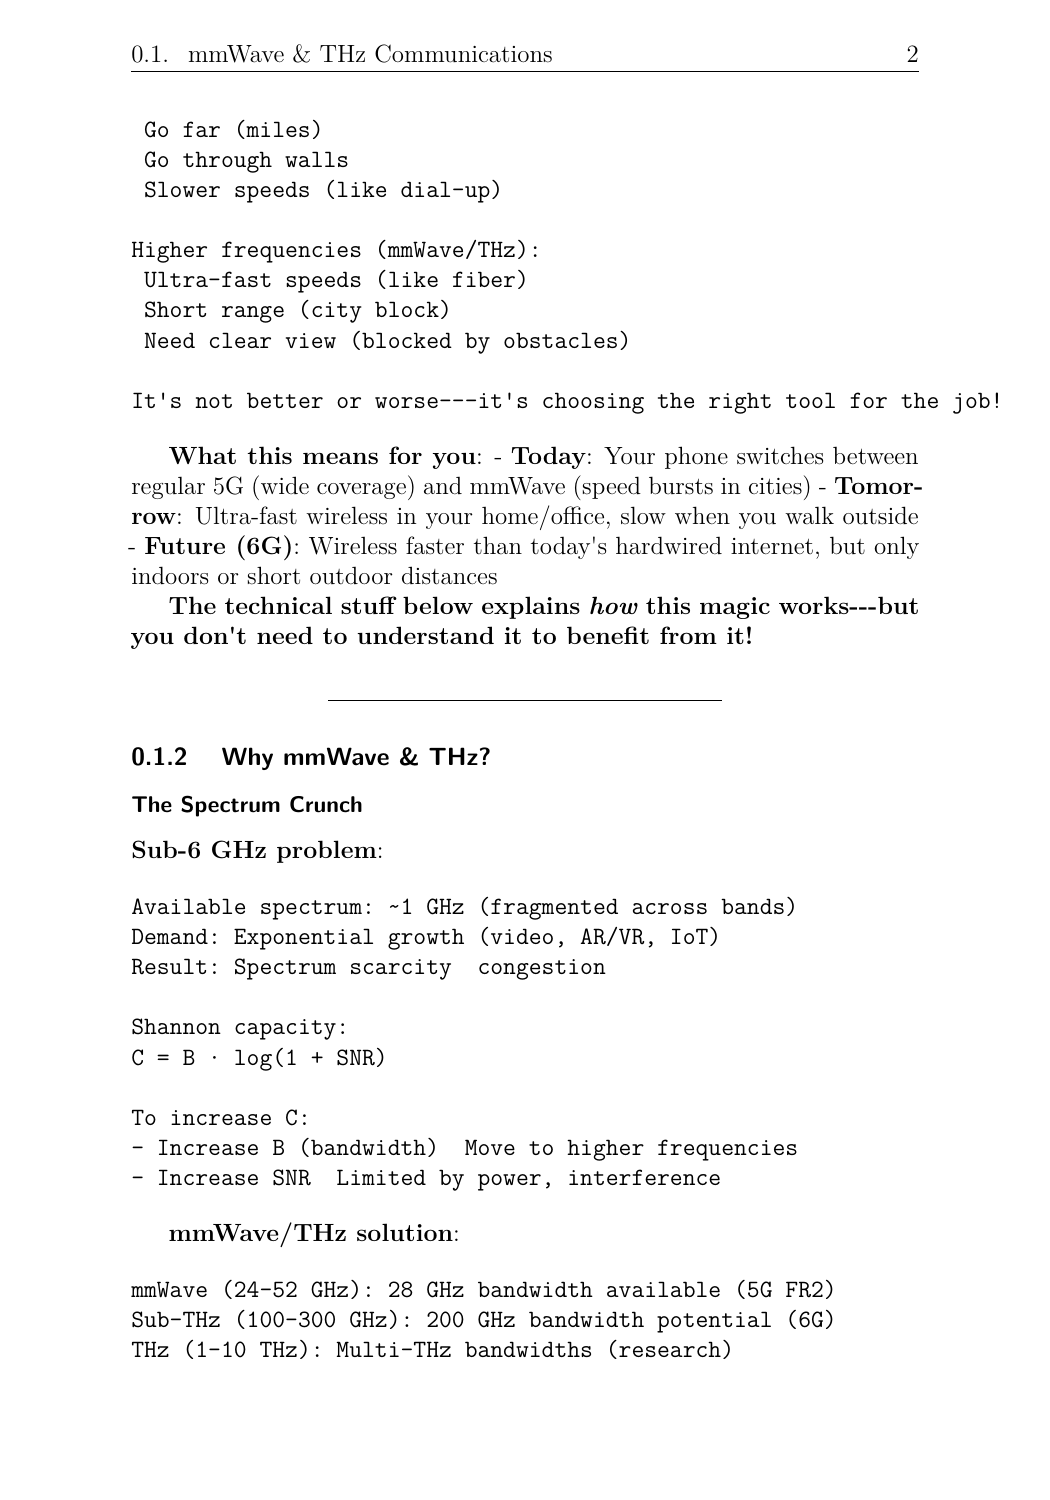 0.1. mmWave & THz Communications 2
Go far (miles)
Go through walls
Slower speeds (like dial-up)
Higher frequencies (mmWave/THz):
Ultra-fast speeds (like fiber)
Short range (city block)
Need clear view (blocked by obstacles)
It's not better or worse---it's choosing the right tool for the job!
What this means for you: - Today: Your phone switches between
regular 5G (wide coverage) and mmWave (speed bursts in cities) - Tomor-
row: Ultra-fast wireless in your home/office, slow when you walk outside
- Future (6G): Wireless faster than today's hardwired internet, but only
indoors or short outdoor distances
The technical stuff below explains how this magic works---but
you don't need to understand it to benefit from it!
0.1.2 Why mmWave & THz?
The Spectrum Crunch
Sub-6 GHz problem:
Available spectrum: ~1 GHz (fragmented across bands)
Demand: Exponential growth (video, AR/VR, IoT)
Result: Spectrum scarcity  congestion
Shannon capacity:
C = B · log(1 + SNR)
To increase C:
- Increase B (bandwidth)  Move to higher frequencies
- Increase SNR  Limited by power, interference
mmWave/THz solution:
mmWave (24-52 GHz): 28 GHz bandwidth available (5G FR2)
Sub-THz (100-300 GHz): 200 GHz bandwidth potential (6G)
THz (1-10 THz): Multi-THz bandwidths (research)